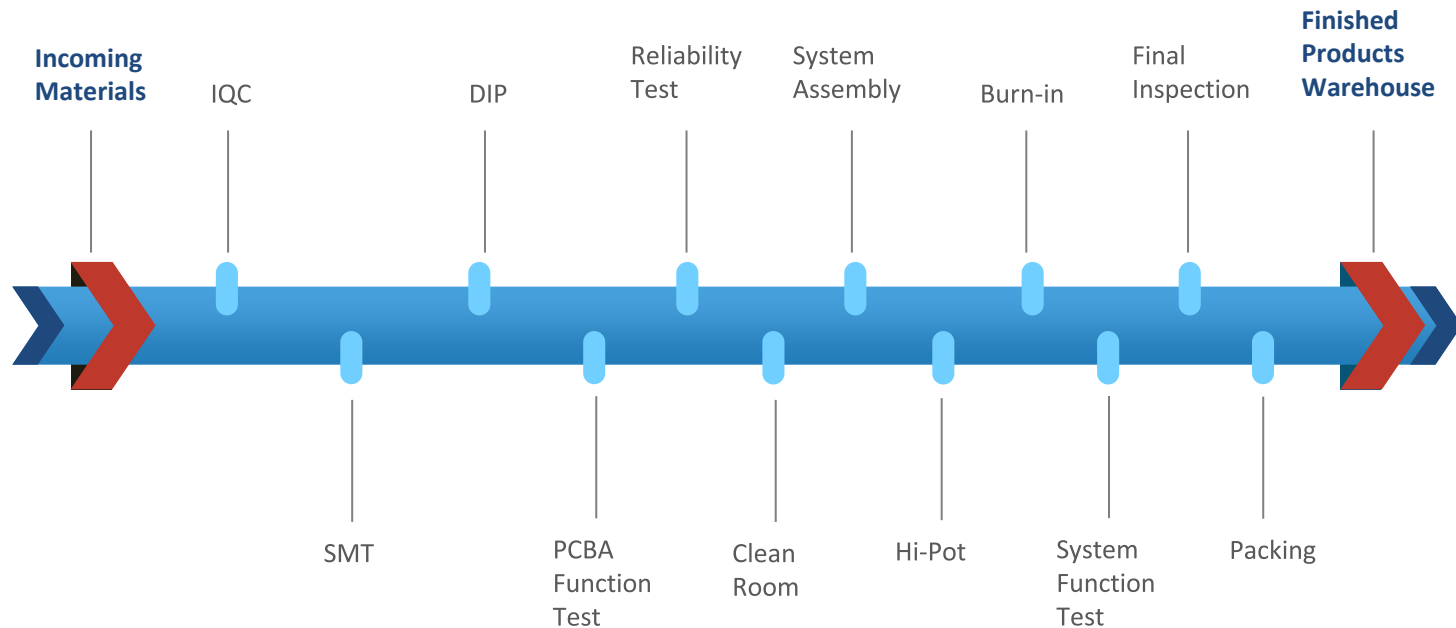 Incoming
Materials
IQC
DIP
Reliability
Test
System
Assembly
Burn-in
Final
Inspection
Finished
Products
Warehouse
SMT
PCBA
Function
Test
Clean
Room
Hi-Pot
System
Function
Test
Packing